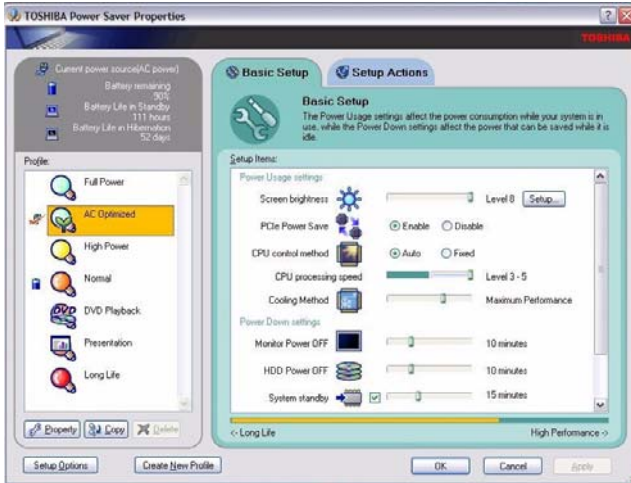 TOSHIBA Power Saver Properties
TOSHIBA
Current power source(AC power)
Battery remaining
90%
Battery Life in Standby
111 hours
Battery Life in Hibernation
52 days
Profile:
Full Power
AC Optimized
High Power
Normal
DVD Playback
Presentation
Long Life
Property
Copy
Delete
Basic Setup
Setup Actions
Basic Setup
The Power Usage settings affect the power consumption while your system is in
use, while the Power Down settings affect the power that can be saved while it is
idle.
Setup Items:
Power Usage settings
Screen brightness Level 8 Setup...
PCIe Power Save Enable Disable
CPU control method Auto Fixed
CPU processing speed Level 3 - 5
Cooling Method Maximum Performance
Power Down settings
Monitor Power OFF 10 minutes
HDD Power OFF 10 minutes
System standby 15 minutes
<- Long Life High Performance ->
Setup Options Create New Profile OK Cancel Apply